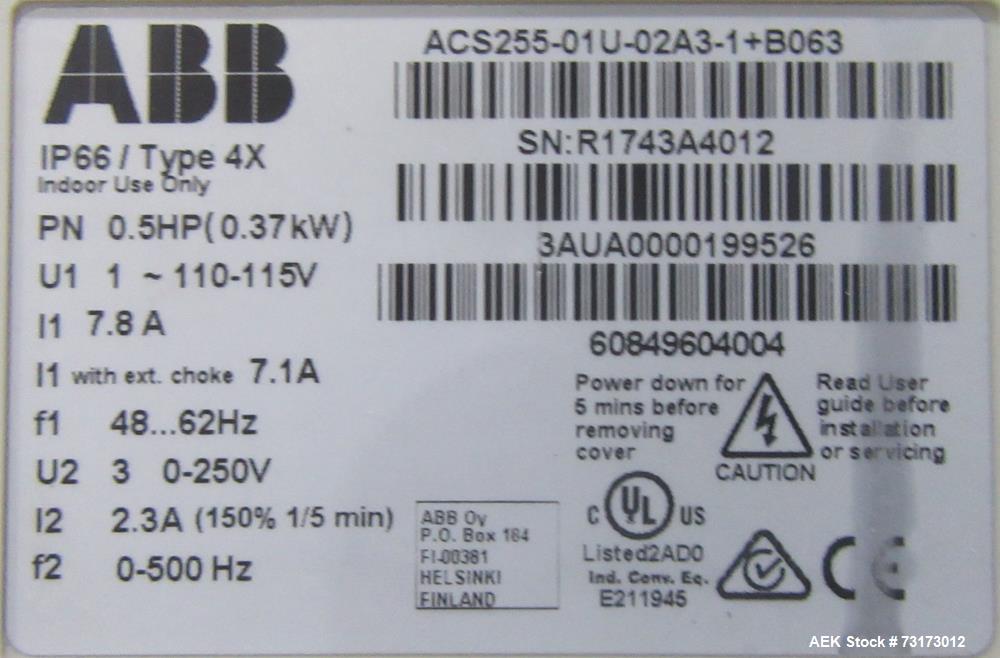 ABB
IP66 / Type 4X
Indoor Use Only
PN 0.5HP(0.37kW)
U1 1 ~ 110-115V
I1 7.8 A
I1 with ext. choke 7.1A
f1 48...62Hz
U2 3 0-250V
I2 2.3A (150% 1/5 min)
f2 0-500 Hz
ACS255-01U-02A3-1+B063
SN:R1743A4012
3AUA0000199526
60849604004
Power down for
5 mins before
removing
cover
CAUTION
Read User
guide before
installation
or servicing
ABB Oy
P.O. Box 184
FI-00381
HELSINKI
FINLAND
C UL US
Listed2AD0
Ind. Conv. Eq.
E211945
CE
AEK Stock # 73173012